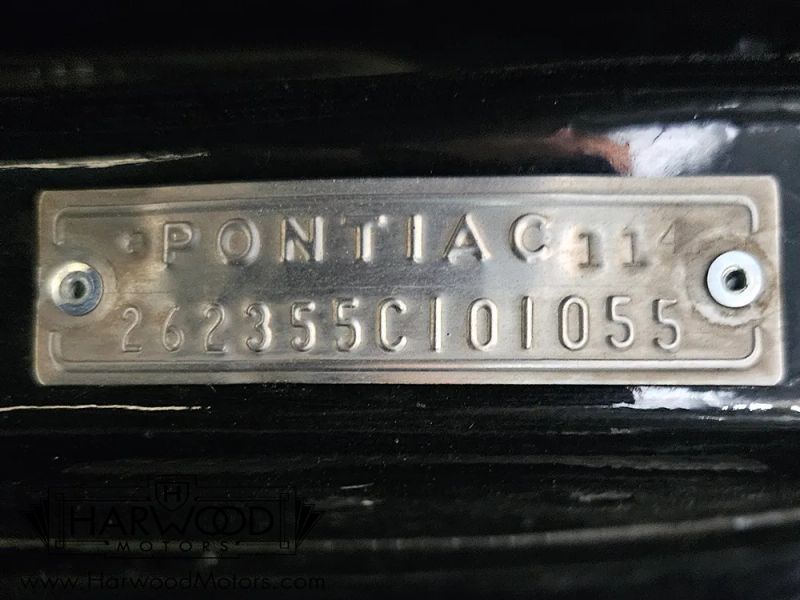 PONTIAC 114
262355C101055
H
HARWOOD
MOTORS
www.HarwoodMotors.com